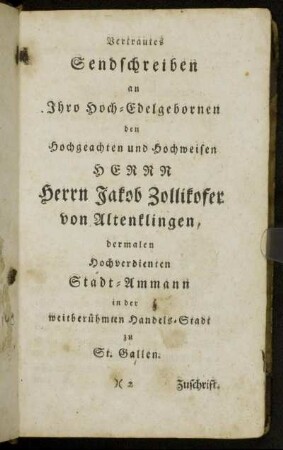 Vertrautes
Sendschreiben
an
Ihro Hoch-Edelgebornen
den
Hochgeachten und Hochweisen
HERRN
Herrn Jakob Zollikofer
von Altenklingen,
dermalen
Hochverdienten
Stadt-Ammann
in der
weitberühmten Handels-Stadt
zu
St. Gallen.
)( 2 Zuschrift.